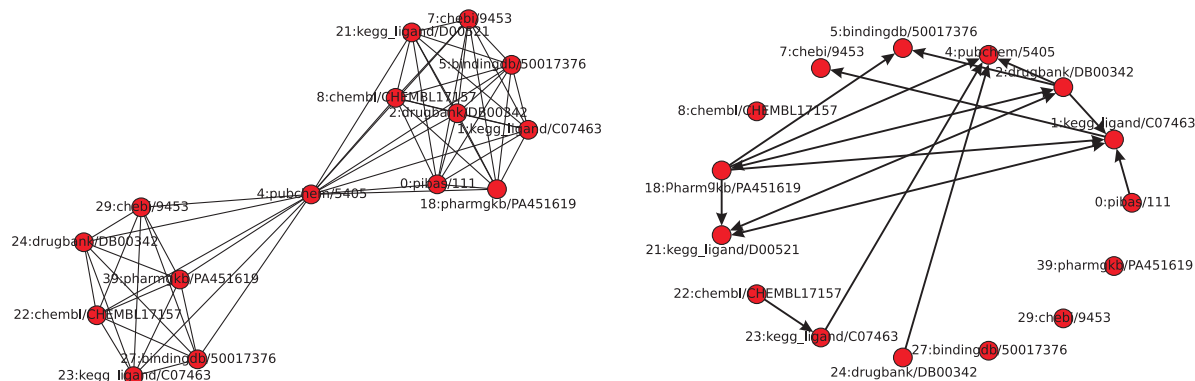 7:chebi/9453
21:kegg_ligand/D00521
5:bindingdb/50017376
8:chembl/CHEMBL17157
2:drugbank/DB00342
1:kegg_ligand/C07463
0:pibas/111
4:pubchem/5405
18:pharmgkb/PA451619
29:chebi/9453
24:drugbank/DB00342
39:pharmgkb/PA451619
22:chembl/CHEMBL17157
27:bindingdb/50017376
23:kegg_ligand/C07463
5:bindingdb/50017376
4:pubchem/5405
7:chebi/9453
2:drugbank/DB00342
8:chembl/CHEMBL17157
1:kegg_ligand/C07463
18:Pharmgkb/PA451619
0:pibas/111
21:kegg_ligand/D00521
39:pharmgkb/PA451619
22:chembl/CHEMBL17157
29:chebi/9453
23:kegg_ligand/C07463
27:bindingdb/50017376
24:drugbank/DB00342